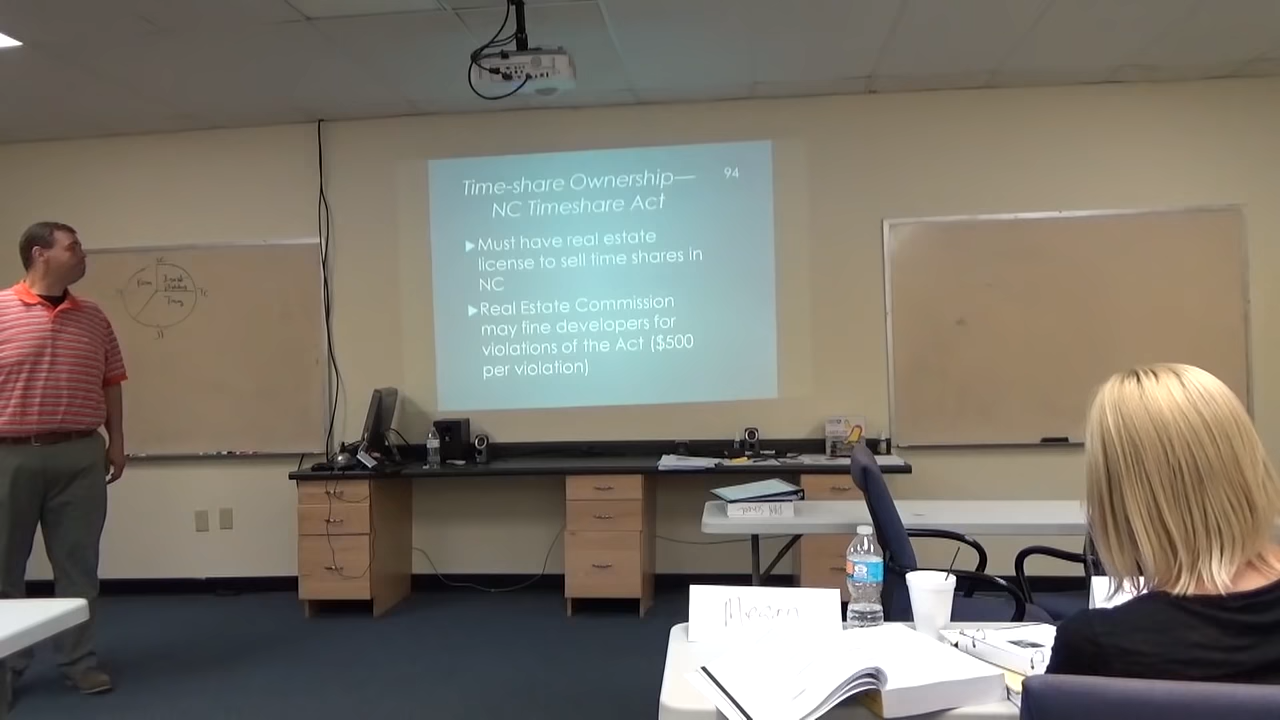 Time-share Ownership—
NC Timeshare Act
94
▶Must have real estate
license to sell time shares in
NC
▶Real Estate Commission
may fine developers for
violations of the Act ($500
per violation)
Hearn